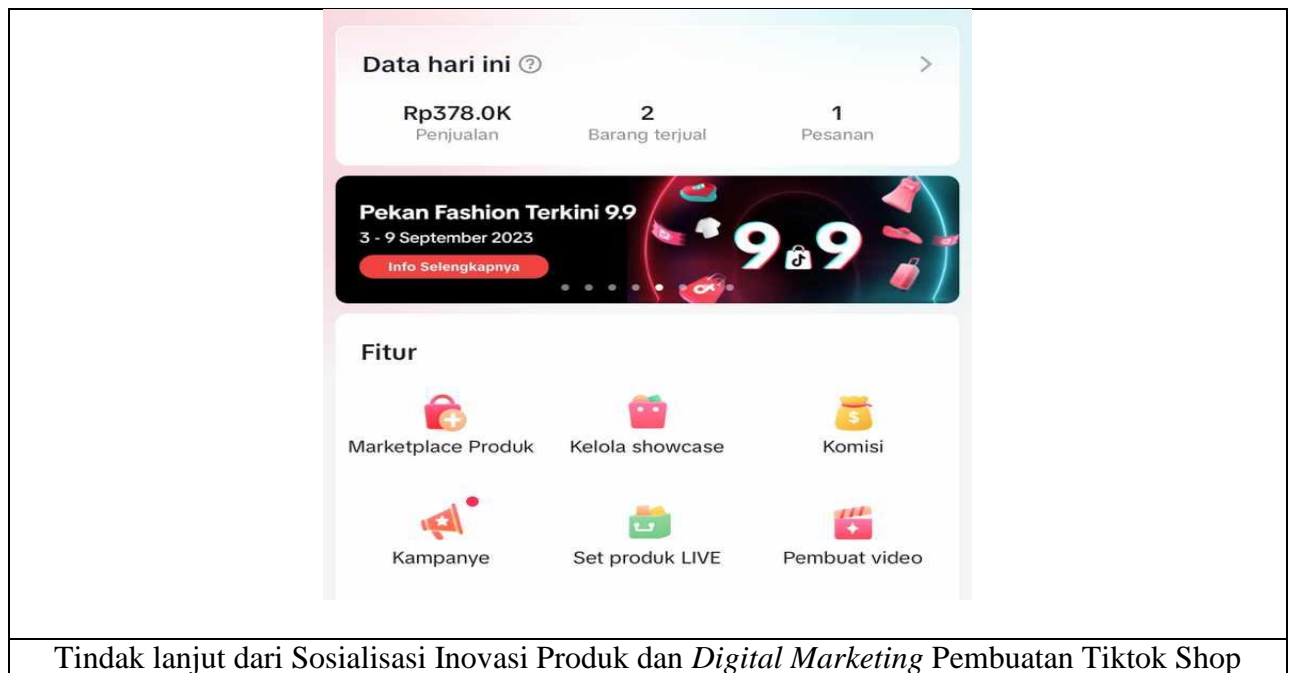 Data hari ini ? >
Rp378.0K 2 1
Penjualan Barang terjual Pesanan
Pekan Fashion Terkini 9.9
3 - 9 September 2023
Info Selengkapnya
9.9
Fitur
Marketplace Produk Kelola showcase Komisi
Kampanye Set produk LIVE Pembuat video
Tindak lanjut dari Sosialisasi Inovasi Produk dan Digital Marketing Pembuatan Tiktok Shop